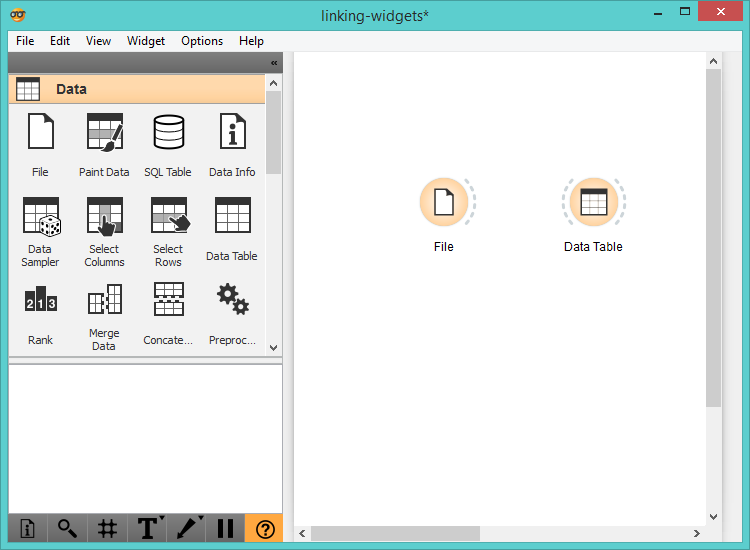 linking-widgets*
File Edit View Widget Options Help
«
Data
File Paint Data SQL Table Data Info
Data Select Select Data Table
Sampler Columns Rows
2 1 3
Rank Merge Concate... Preproc...
Data
File Data Table
T ?